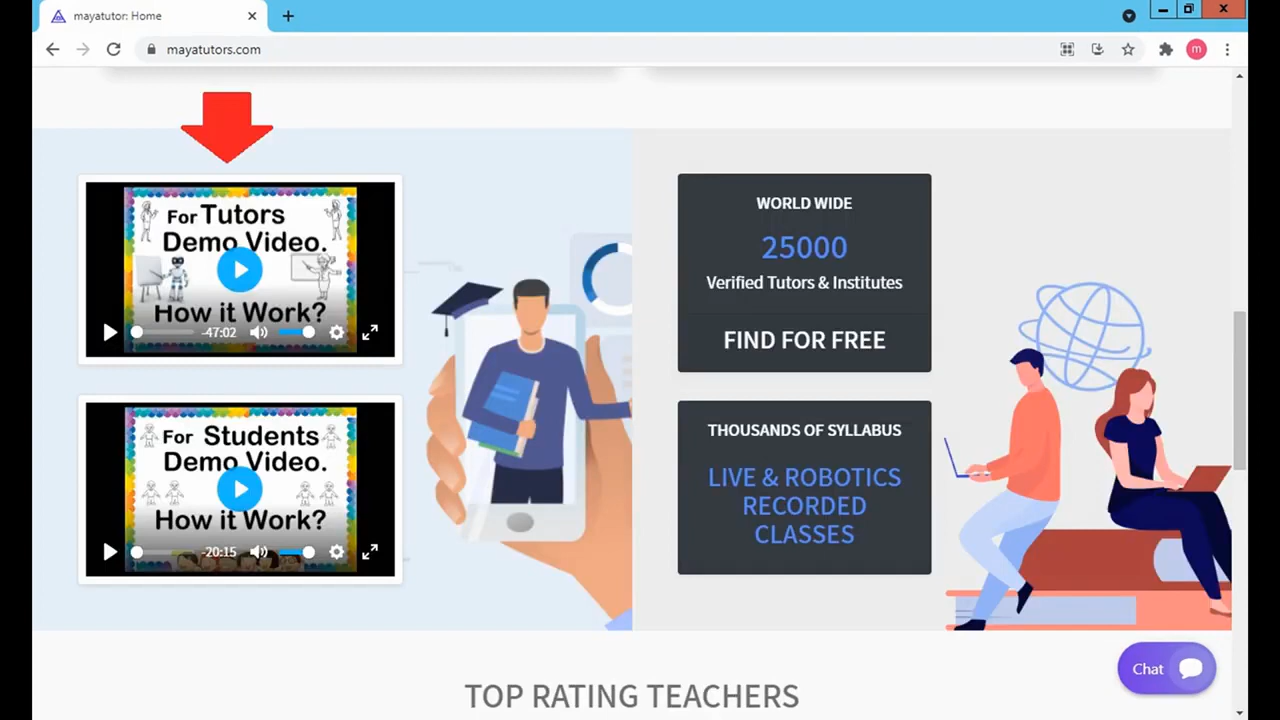 mayatutor: Home
mayatutors.com
m
For Tutors
Demo Video.
How it Work?
-47:02
For Students
Demo Video.
How it Work?
-20:15
WORLD WIDE
25000
Verified Tutors & Institutes
FIND FOR FREE
THOUSANDS OF SYLLABUS
LIVE & ROBOTICS
RECORDED
CLASSES
Chat
TOP RATING TEACHERS